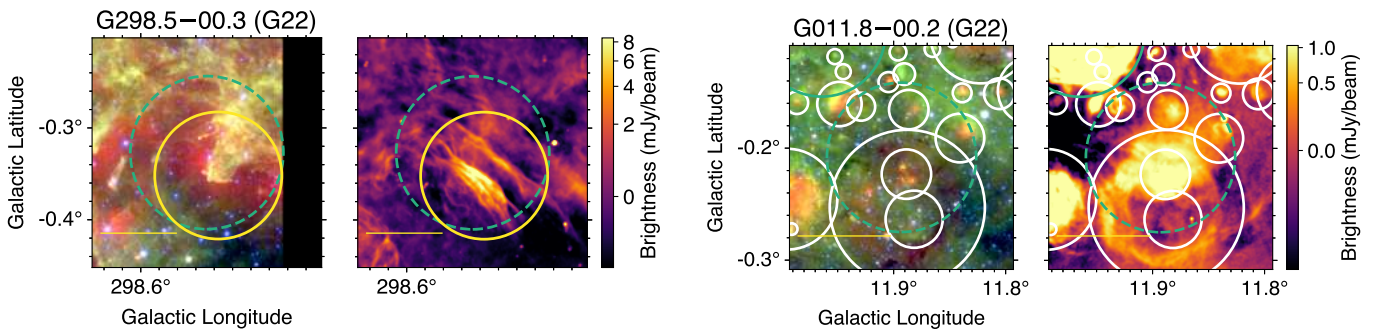 G298.5−00.3 (G22)
Galactic Latitude
-0.3°
-0.4°
298.6°
298.6°
Galactic Longitude
8
6
4
2
0
Brightness (mJy/beam)
G011.8−00.2 (G22)
Galactic Latitude
-0.2°
-0.3°
11.9°
11.8°
11.9°
11.8°
Galactic Longitude
1.0
0.5
0.0
Brightness (mJy/beam)